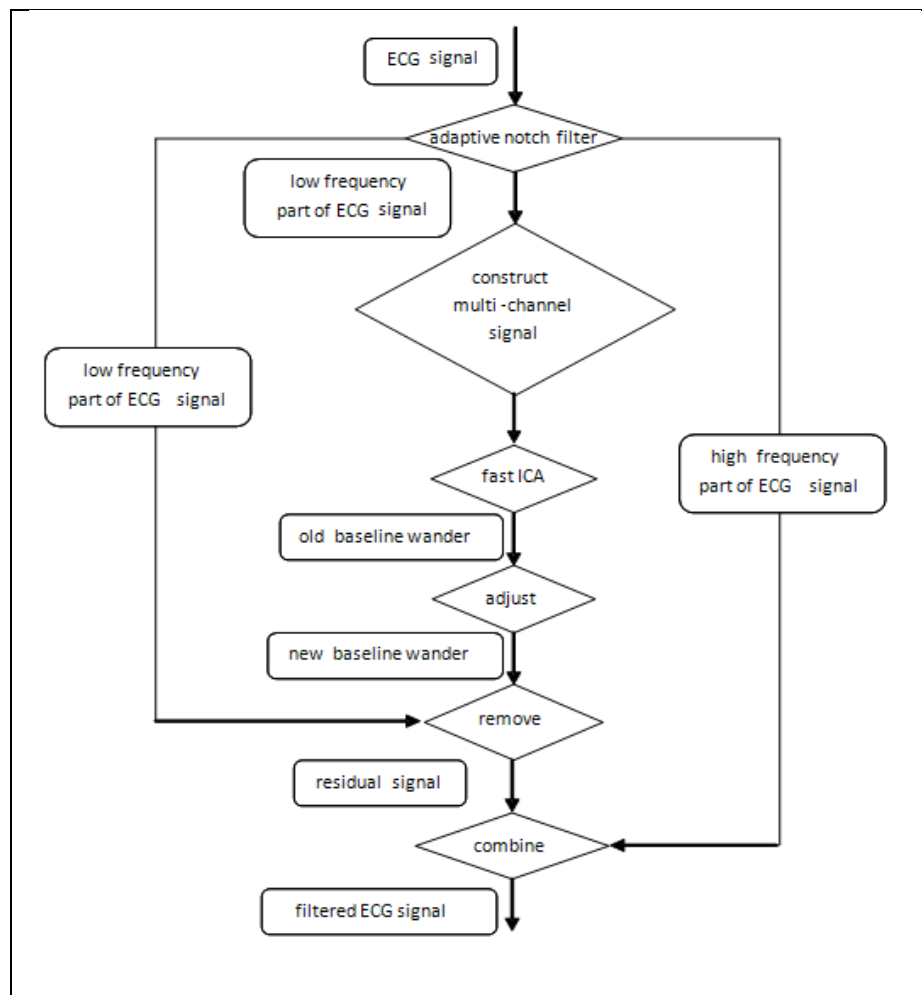 ECG signal
adaptive notch filter
low frequency
part of ECG signal
construct
multi-channel
signal
low frequency
part of ECG signal
high frequency
part of ECG signal
fast ICA
old baseline wander
adjust
new baseline wander
remove
residual signal
combine
filtered ECG signal